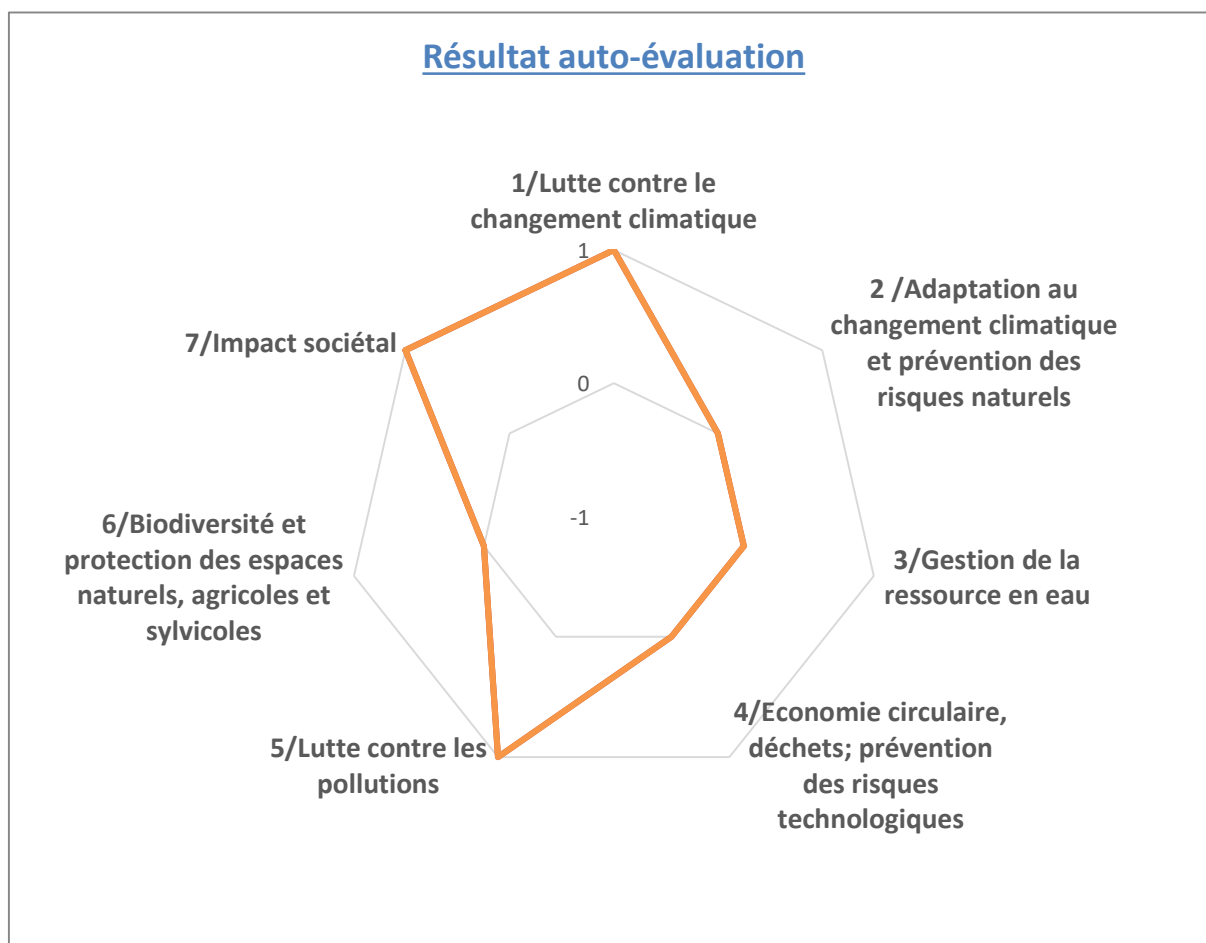 Résultat auto-évaluation
1/Lutte contre le
changement climatique
1
2 /Adaptation au
changement climatique
et prévention des
risques naturels
7/Impact sociétal
0
-1
6/Biodiversité et
protection des espaces
naturels, agricoles et
sylvicoles
3/Gestion de la
ressource en eau
4/Economie circulaire,
déchets; prévention
des risques
technologiques
5/Lutte contre les
pollutions